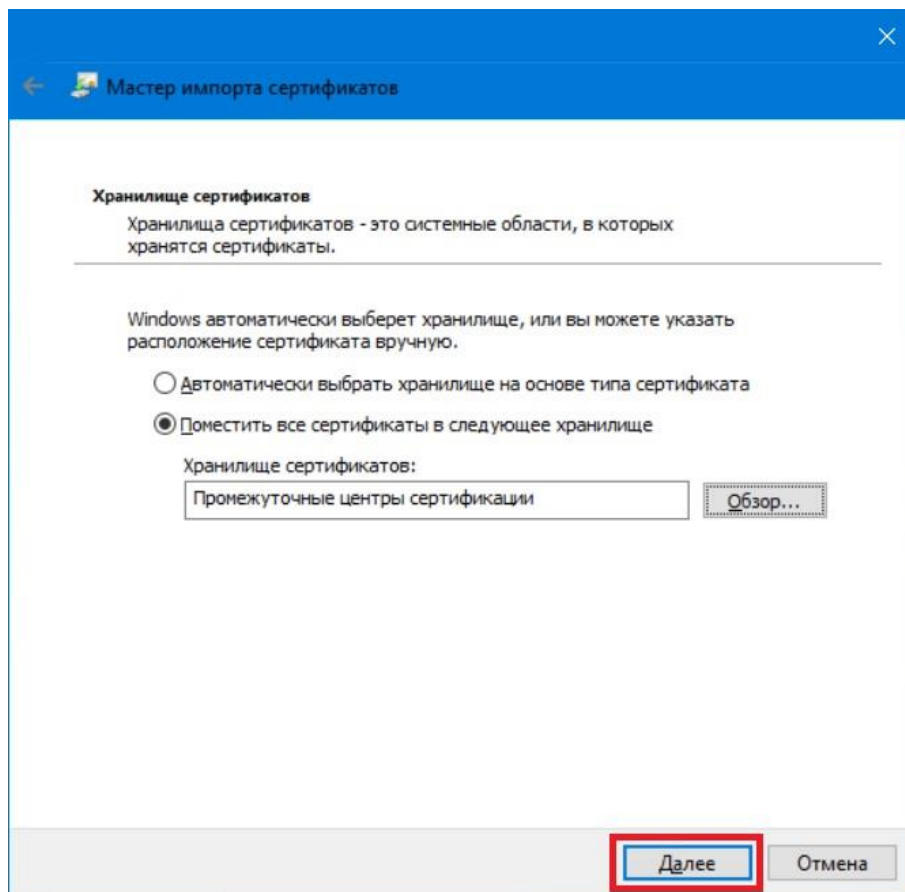 Мастер импорта сертификатов
Хранилище сертификатов
Хранилища сертификатов - это системные области, в которых
хранятся сертификаты.
Windows автоматически выберет хранилище, или вы можете указать
расположение сертификата вручную.
Автоматически выбрать хранилище на основе типа сертификата
Поместить все сертификаты в следующее хранилище
Хранилище сертификатов:
Промежуточные центры сертификации
Обзор...
Далее
Отмена